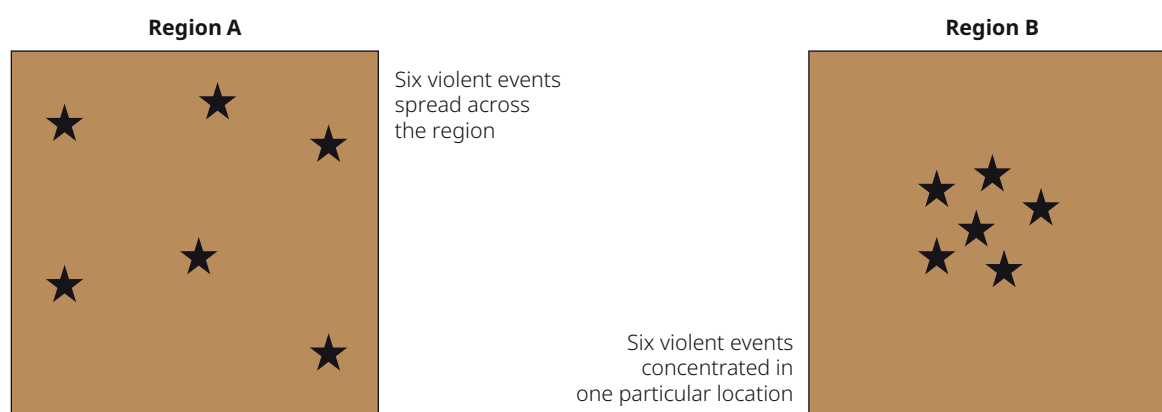 Region A
Region B
Six violent events
spread across
the region
Six violent events
concentrated in
one particular location